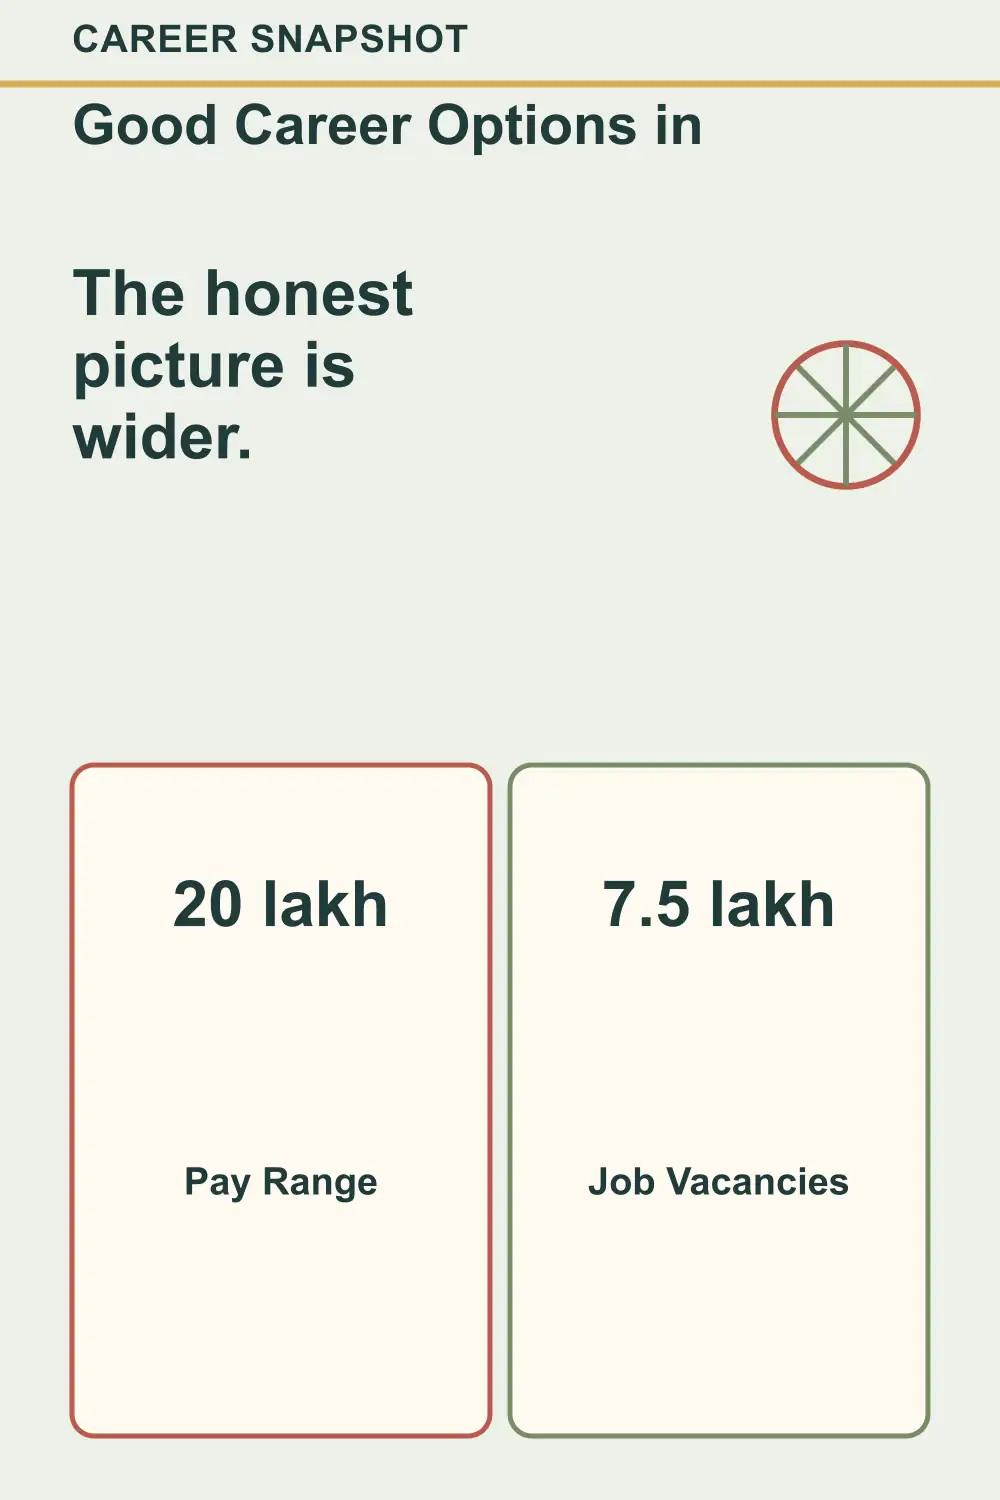 CAREER SNAPSHOT
Good Career Options in
The honest
picture is
wider.
20 lakh
7.5 lakh
Pay Range
Job Vacancies